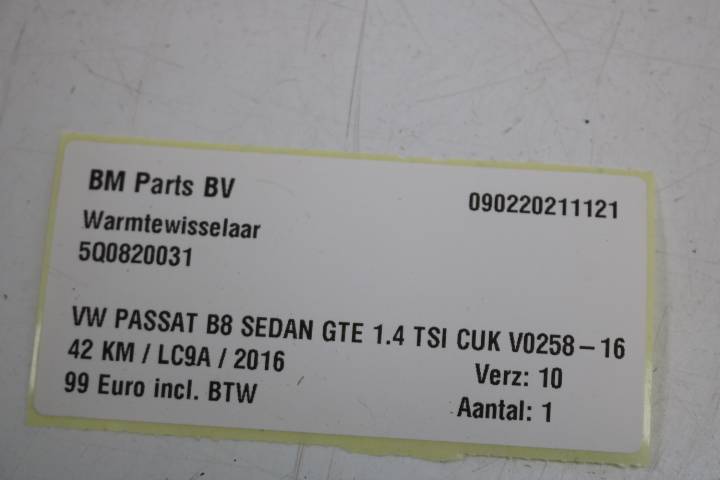 BM Parts BV
090220211121
Warmtewisselaar
5Q0820031
VW PASSAT B8 SEDAN GTE 1.4 TSI CUK V0258-16
42 KM / LC9A / 2016
Verz: 10
99 Euro incl. BTW
Aantal: 1